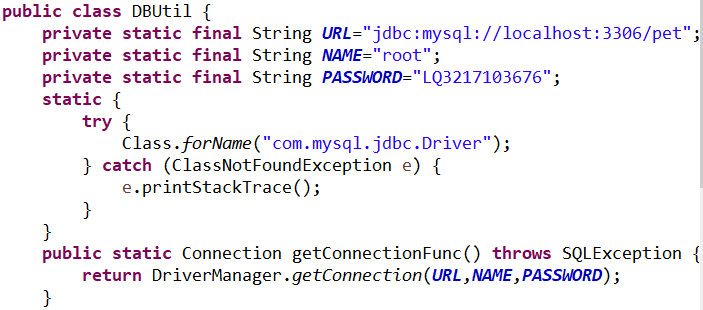 public class DBUtil {
    private static final String URL="jdbc:mysql://localhost:3306/pet";
    private static final String NAME="root";
    private static final String PASSWORD="LQ3217103676";
    static {
        try {
            Class.forName("com.mysql.jdbc.Driver");
        } catch (ClassNotFoundException e) {
            e.printStackTrace();
        }
    }
    public static Connection getConnectionFunc() throws SQLException {
        return DriverManager.getConnection(URL,NAME,PASSWORD);
    }